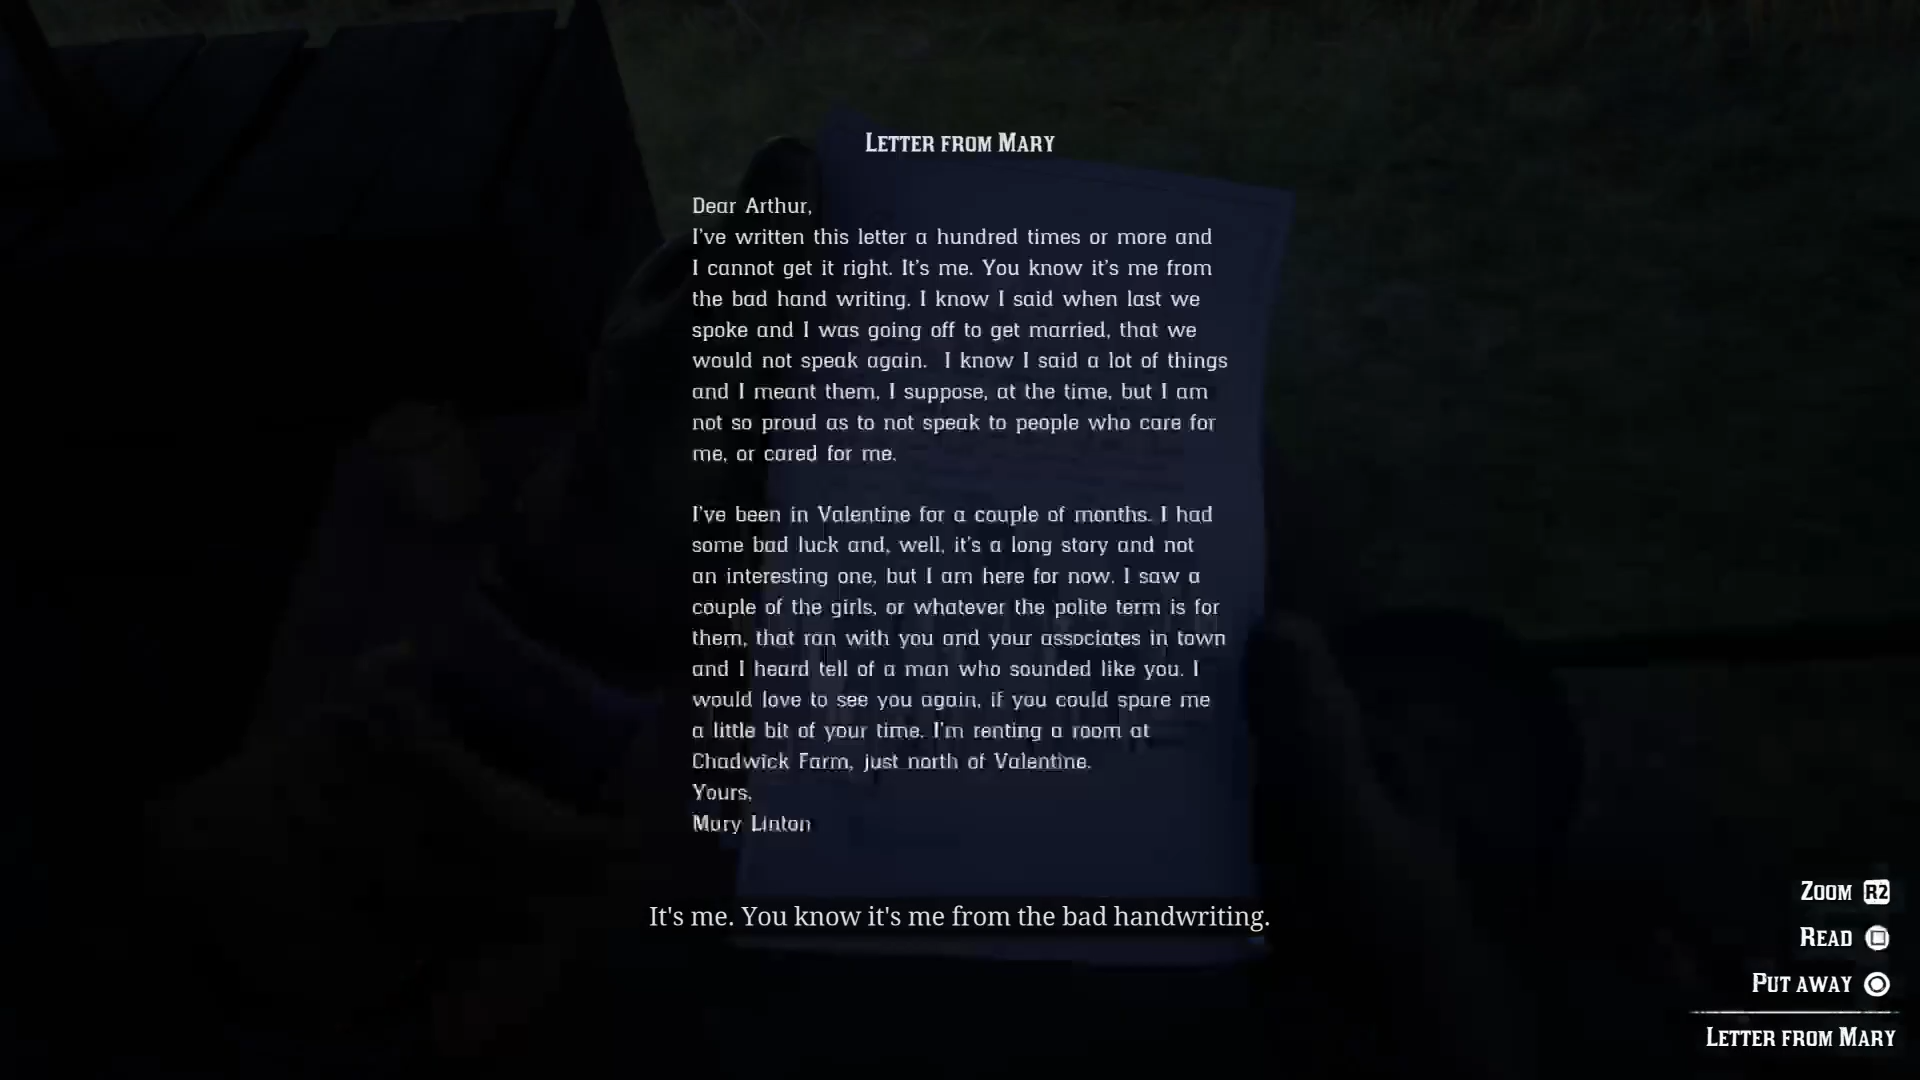 LETTER FROM MARY
Dear Arthur,
I've written this letter a hundred times or more and
I cannot get it right. It's me. You know it's me from
the bad hand writing. I know I said when last we
spoke and I was going off to get married, that we
would not speak again.  I know I said a lot of things
and I meant them, I suppose, at the time, but I am
not so proud as to not speak to people who care for
me, or cared for me.
I've been in Valentine for a couple of months. I had
some bad luck and, well, it's a long story and not
an interesting one, but I am here for now. I saw a
couple of the girls, or whatever the polite term is for
them, that ran with you and your associates in town
and I heard tell of a man who sounded like you. I
would love to see you again, if you could spare me
a little bit of your time. I'm renting a room at
Chadwick Farm, just north of Valentine.
Yours,
Mary Linton
It's me. You know it's me from the bad handwriting.
ZOOM R2
READ
PUT AWAY
LETTER FROM MARY